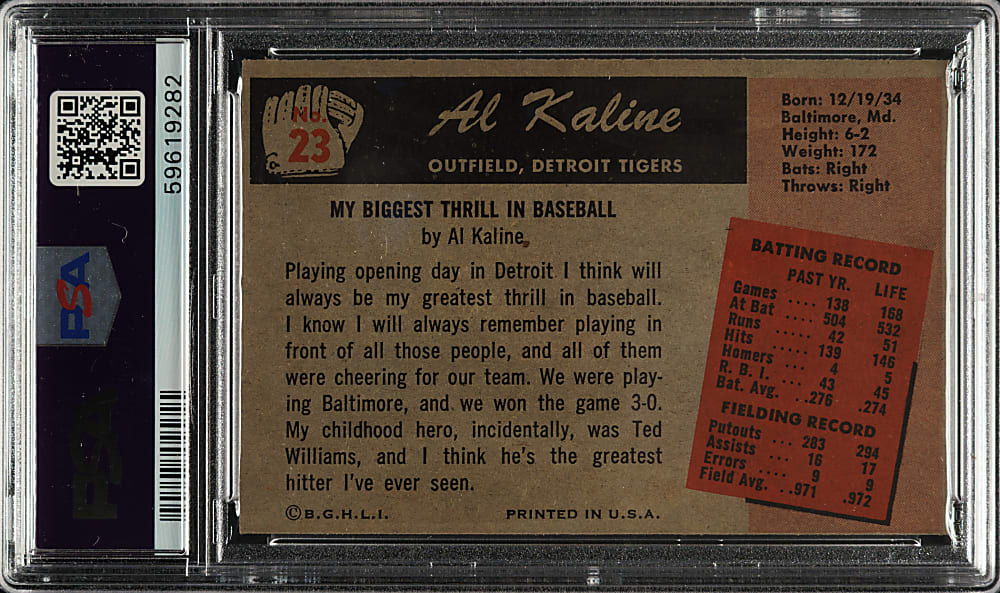 59619282
PSA
PSA
No.
23
Al Kaline
OUTFIELD, DETROIT TIGERS
Born: 12/19/34
Baltimore, Md.
Height: 6-2
Weight: 172
Bats: Right
Throws: Right
MY BIGGEST THRILL IN BASEBALL
by Al Kaline
Playing opening day in Detroit I think will
always be my greatest thrill in baseball.
I know I will always remember playing in
front of all those people, and all of them
were cheering for our team. We were play-
ing Baltimore, and we won the game 3-0.
My childhood hero, incidentally, was Ted
Williams, and I think he's the greatest
hitter I've ever seen.
©B.G.H.L.I. PRINTED IN U.S.A.
BATTING RECORD
PAST YR. LIFE
Games .... 138 168
At Bat .... 504 532
Runs ..... 42 51
Hits ..... 139 146
Homers ... 4 5
R. B. I. ... 43 45
Bat. Avg. ..276 .274
FIELDING RECORD
Putouts ... 283 294
Assists ... 16 17
Errors .... 9 9
Field Avg. ..971 .972